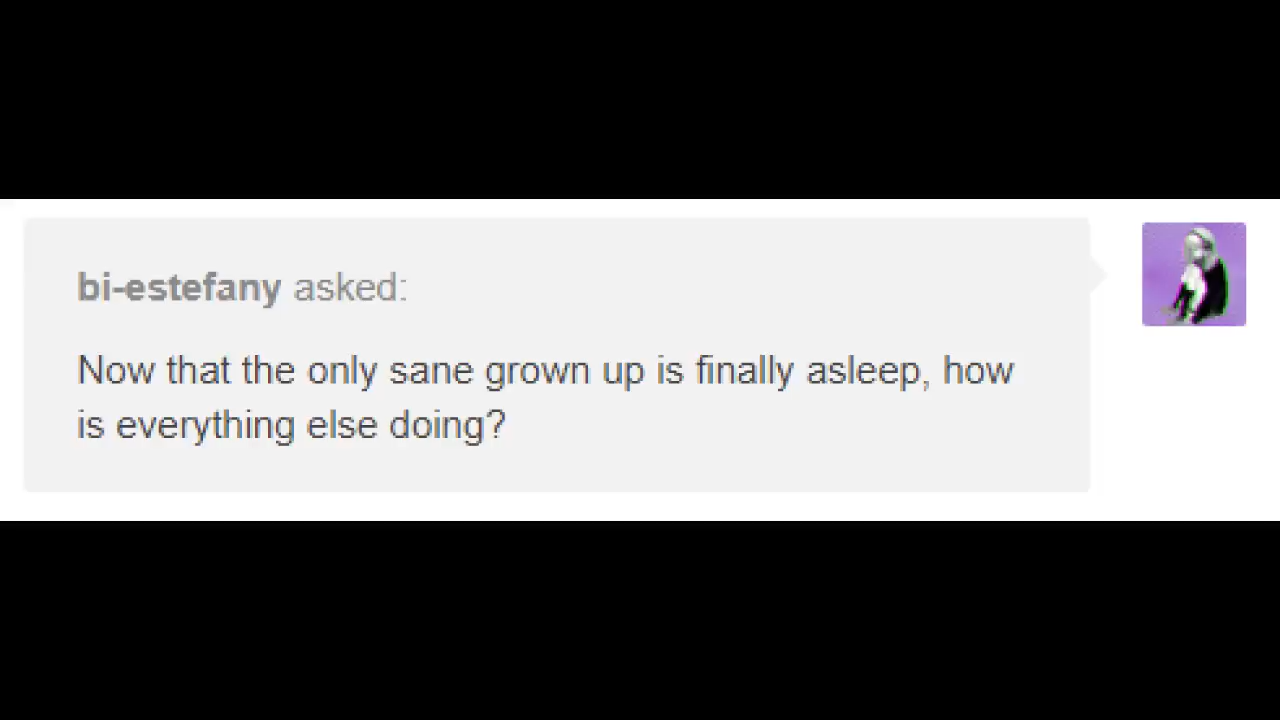 bi-estefany asked:
Now that the only sane grown up is finally asleep, how
is everything else doing?